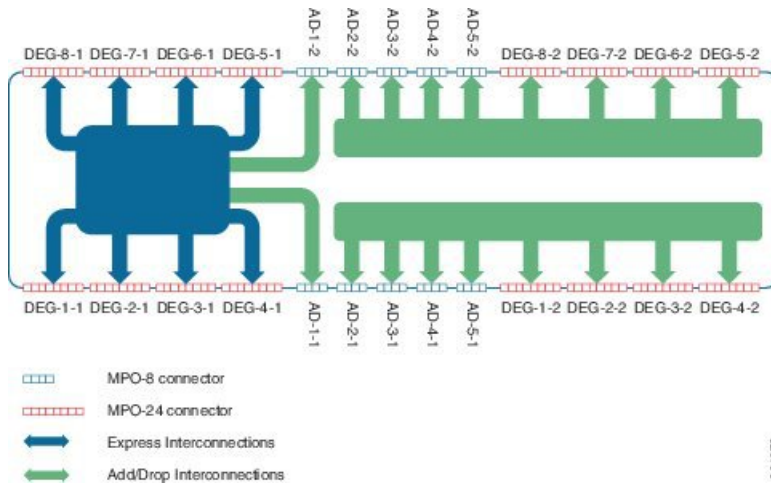 DEG-8-1 DEG-7-1 DEG-6-1 DEG-5-1 AD-1-2 AD-2-2 AD-3-2 AD-4-2 AD-5-2 DEG-8-2 DEG-7-2 DEG-6-2 DEG-5-2
DEG-1-1 DEG-2-1 DEG-3-1 DEG-4-1 AD-1-1 AD-2-1 AD-3-1 AD-4-1 AD-5-1 DEG-1-2 DEG-2-2 DEG-3-2 DEG-4-2
MPO-8 connector
MPO-24 connector
Express Interconnections
Add/Drop Interconnections